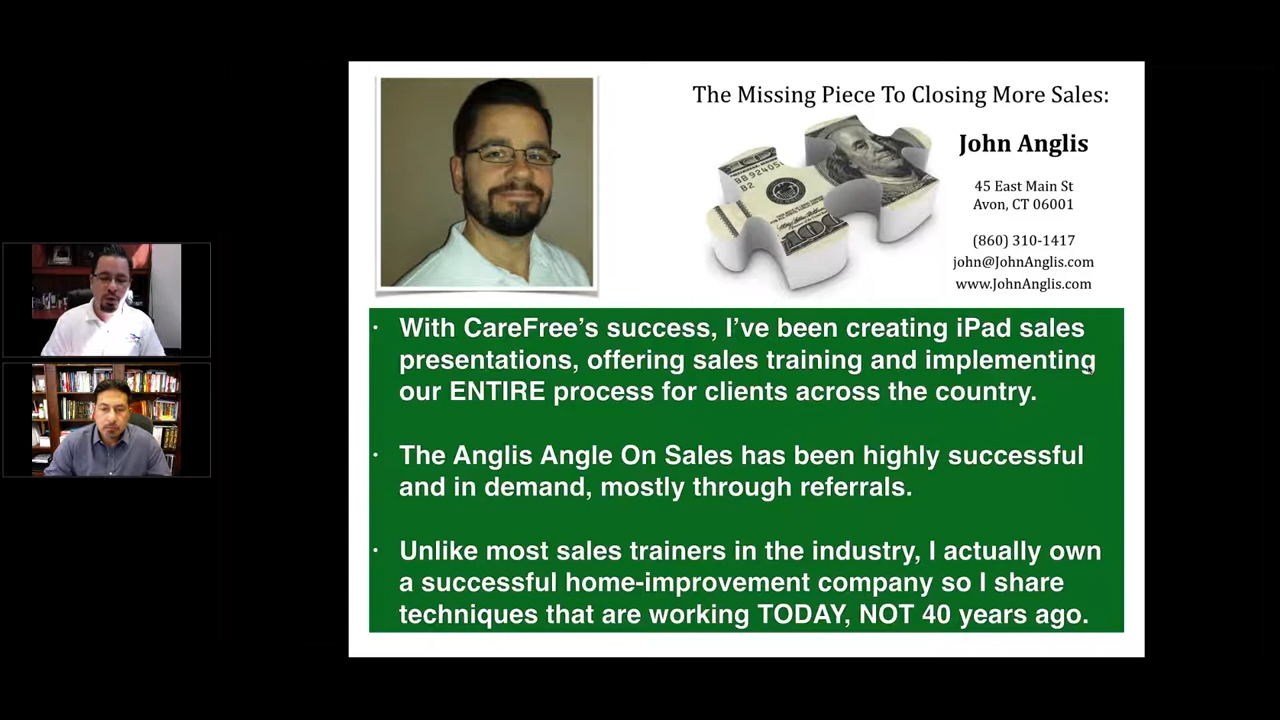 The Missing Piece To Closing More Sales:
John Anglis
45 East Main St
Avon, CT 06001
(860) 310-1417
john@JohnAnglis.com
www.JohnAnglis.com
· With CareFree’s success, I’ve been creating iPad sales
presentations, offering sales training and implementing
our ENTIRE process for clients across the country.
· The Anglis Angle On Sales has been highly successful
and in demand, mostly through referrals.
· Unlike most sales trainers in the industry, I actually own
a successful home-improvement company so I share
techniques that are working TODAY, NOT 40 years ago.